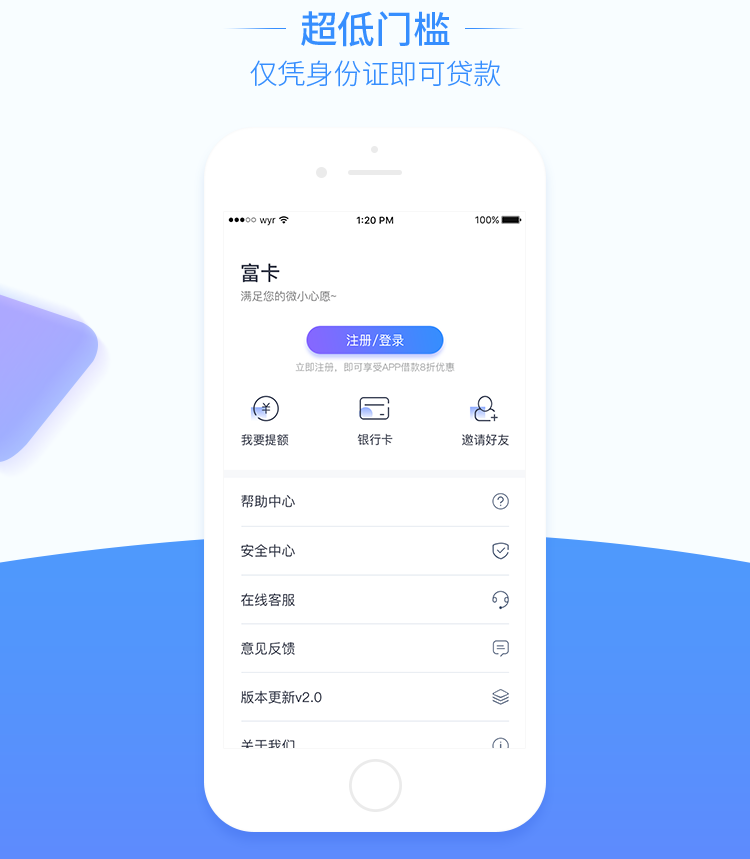 超低门槛
仅凭身份证即可贷款
wyr 1:20 PM 100%
富卡
满足您的微小心愿~
注册/登录
立即注册，即可享受APP借款8折优惠
我要提额 银行卡 邀请好友
帮助中心
安全中心
在线客服
意见反馈
版本更新v2.0
关于我们